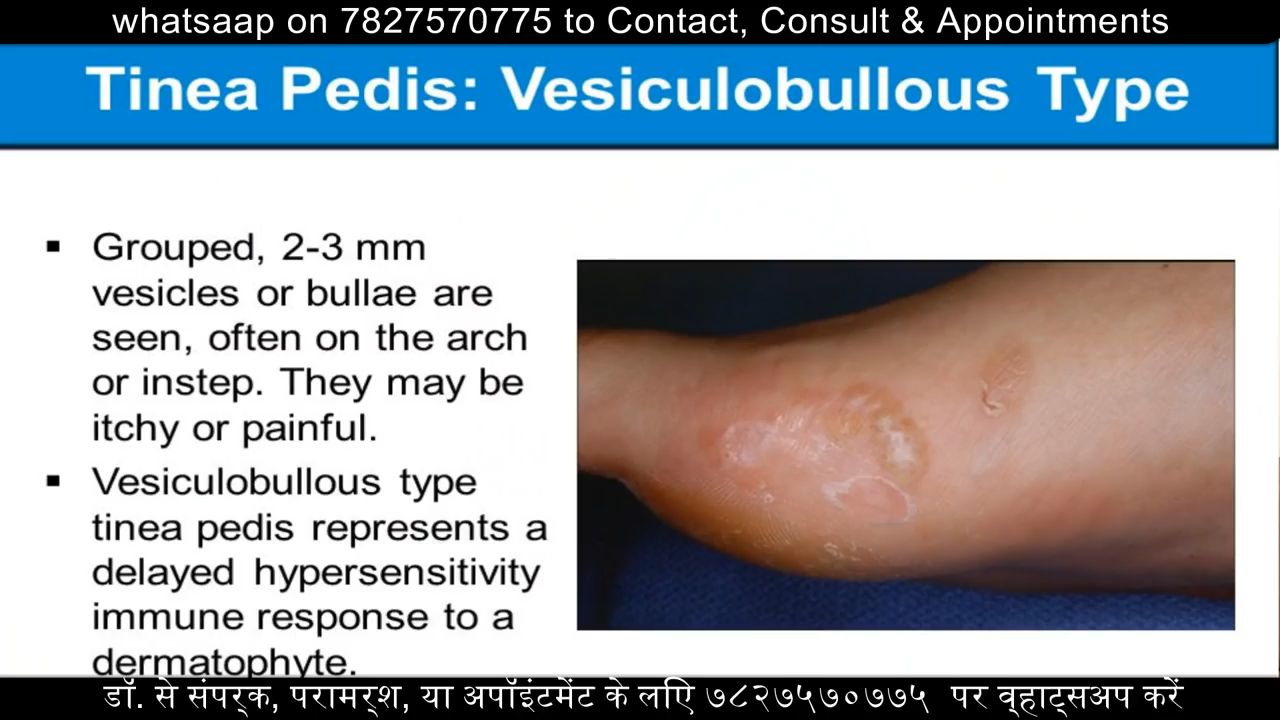 whatsaap on 7827570775 to Contact, Consult & Appointments
Tinea Pedis: Vesiculobullous Type
▪ Grouped, 2-3 mm
vesicles or bullae are
seen, often on the arch
or instep. They may be
itchy or painful.
▪ Vesiculobullous type
tinea pedis represents a
delayed hypersensitivity
immune response to a
dermatophyte.
डॉ. से संपर्क, परामर्श, या अपॉइंटमेंट के लिए ७८२७५७०७७५ पर व्हाट्सअप करें